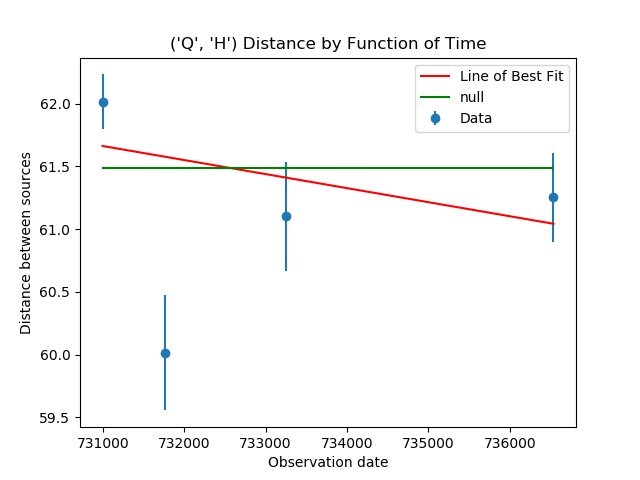 ('Q', 'H') Distance by Function of Time
Line of Best Fit
null
Data
Distance between sources
62.0
61.5
61.0
60.5
60.0
59.5
731000 732000 733000 734000 735000 736000
Observation date